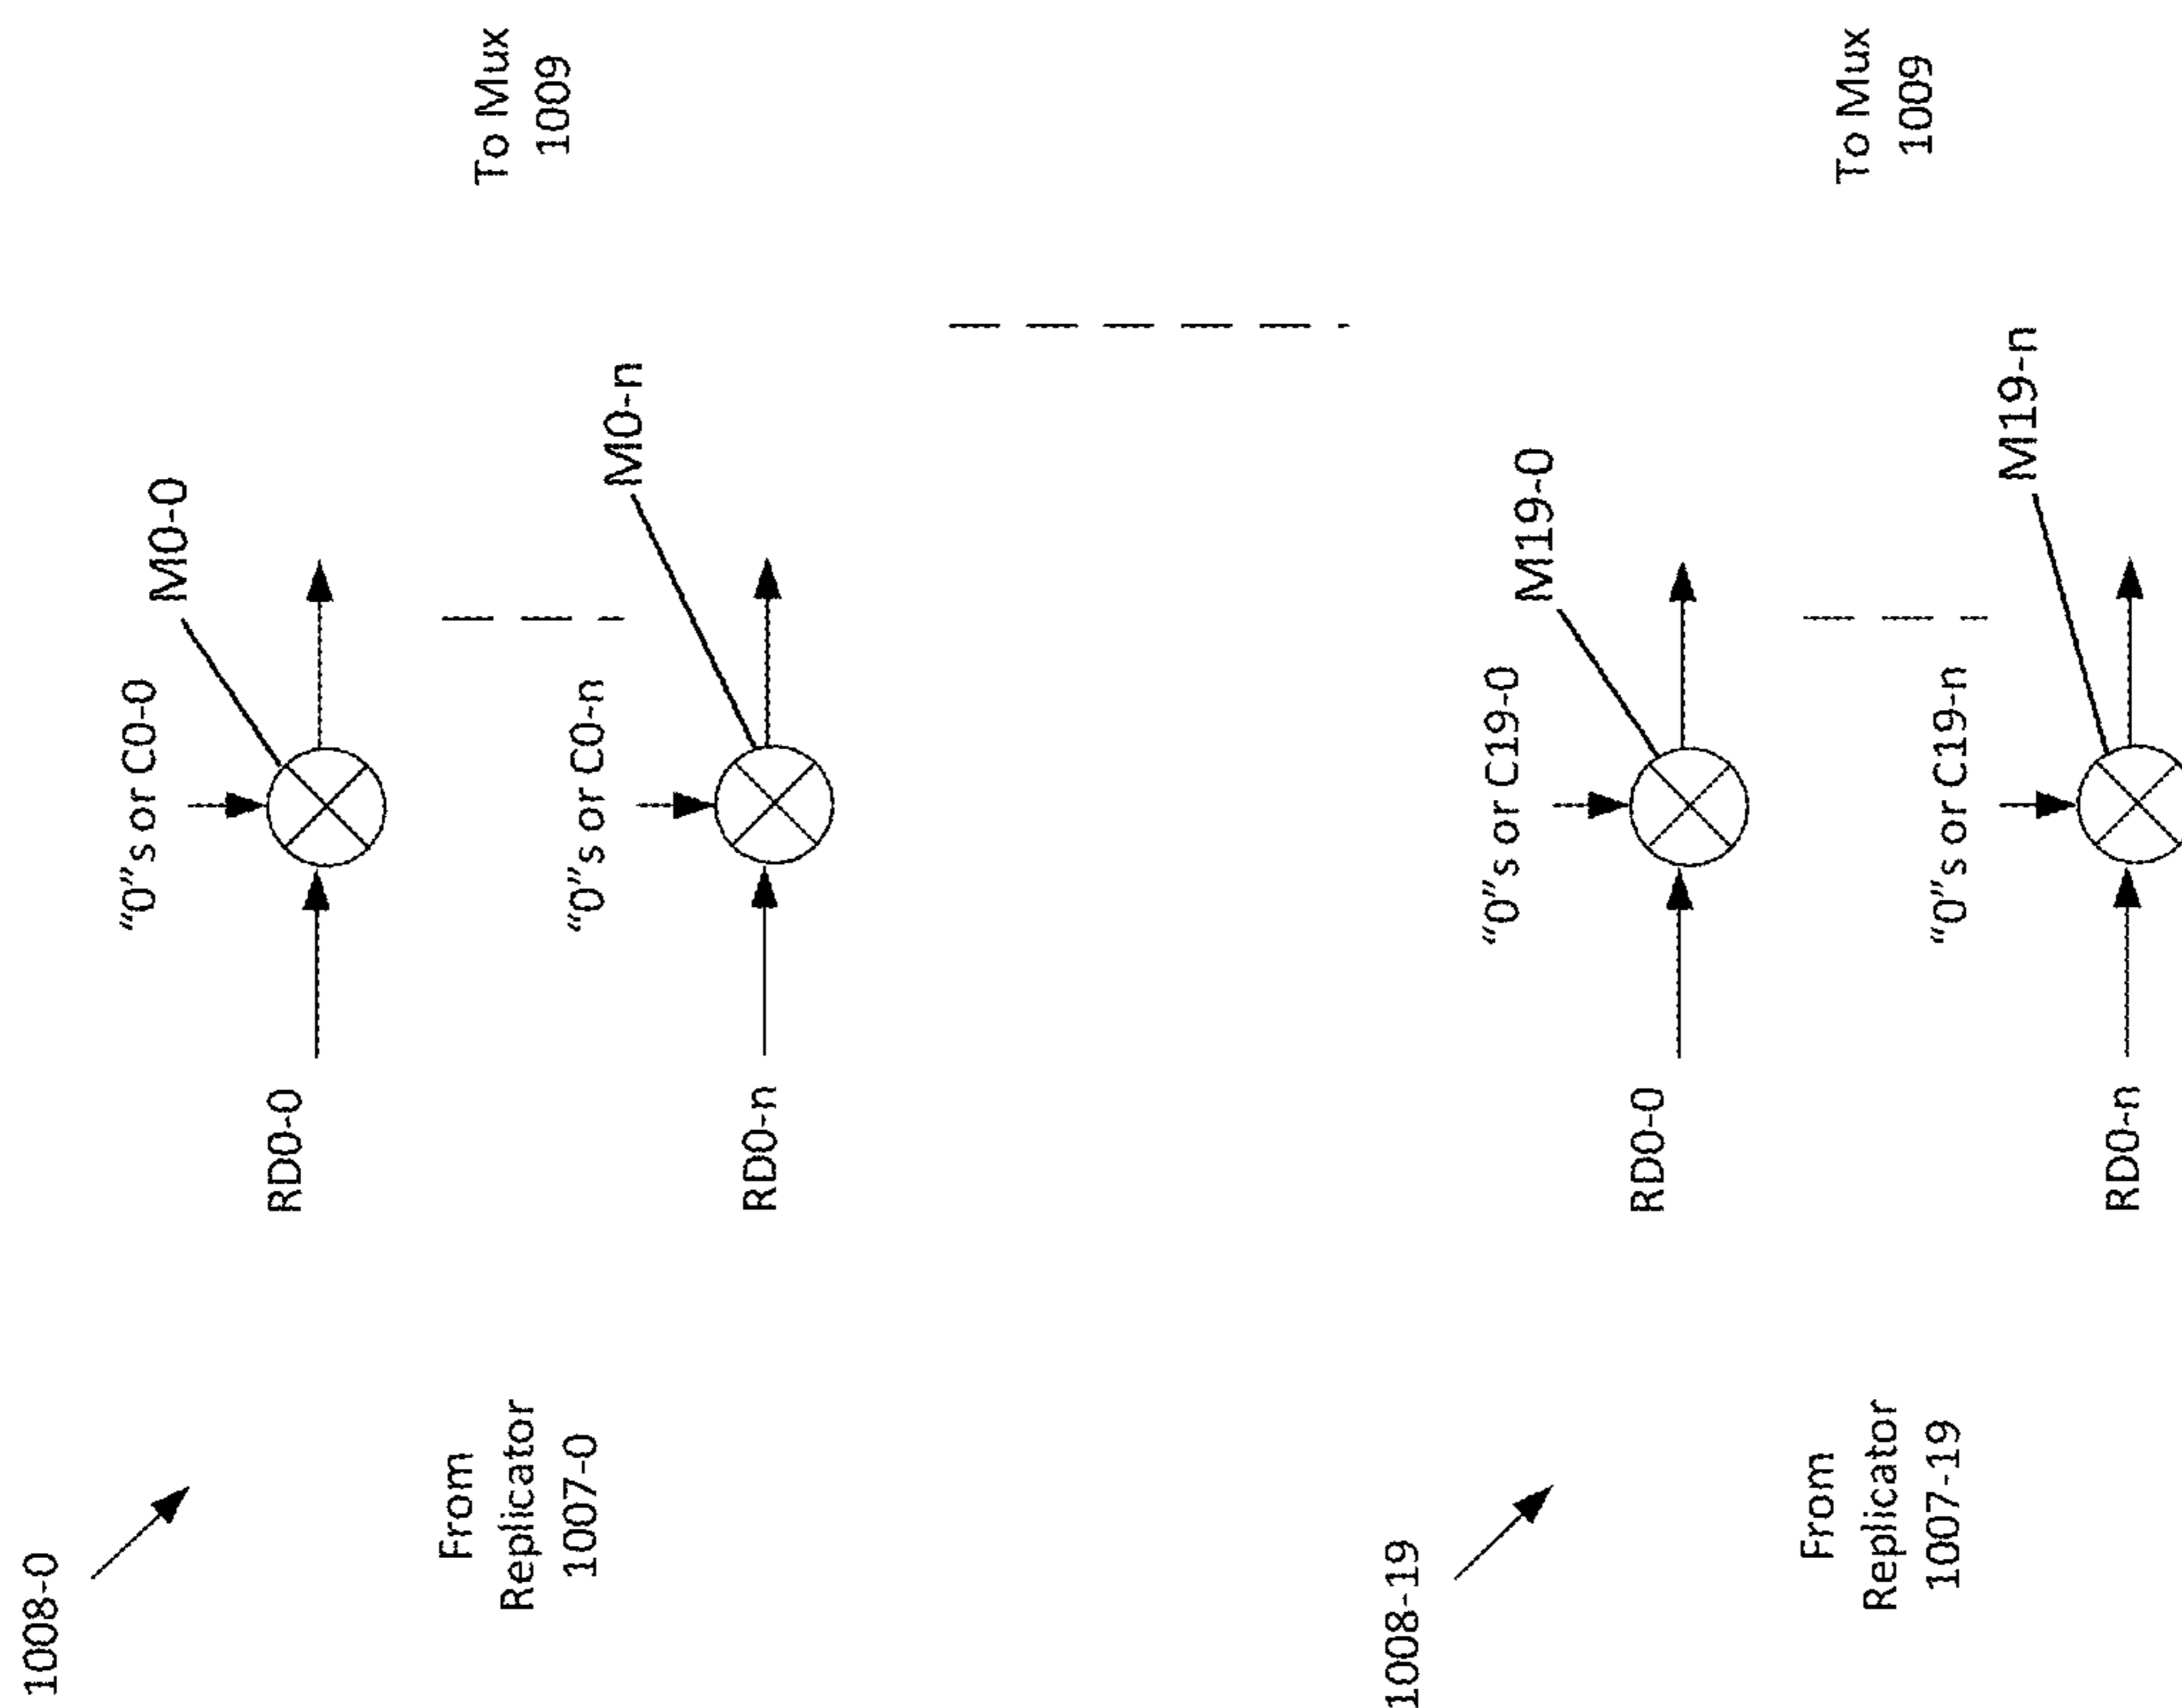 1008-0
From
Replicator
1007-0
RD0-0
"0"s or C0-0
M0-0
RD0-n
"0"s or C0-n
M0-n
To Mux
1009
1008-19
From
Replicator
1007-19
RD0-0
"0"s or C19-0
M19-0
RD0-n
"0"s or C19-n
M19-n
To Mux
1009